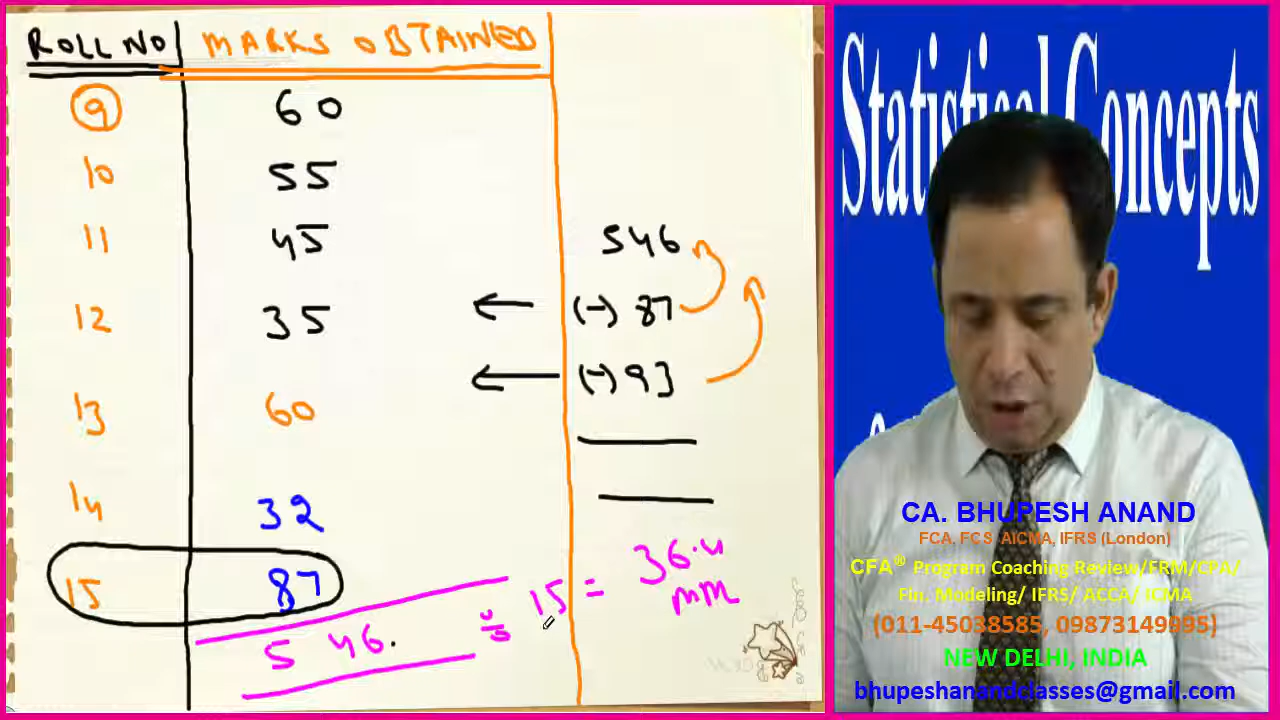 ROLL NO MARKS OBTAINED
9 60
10 55
11 45
12 35
13 60
14 32
15 87
5 46. ÷ 15 = 36.4
546
(-) 87
(-) 93
Statistical Concepts
&
CA. BHUPESH ANAND
FCA, FCS AICMA, IFRS (London)
CFA® Program Coaching Review/FRM/CPA/
Fin. Modeling/ IFRS/ ACCA/ ICMA
(011-45038585, 09873149995)
NEW DELHI, INDIA
bhupeshanandclasses@gmail.com